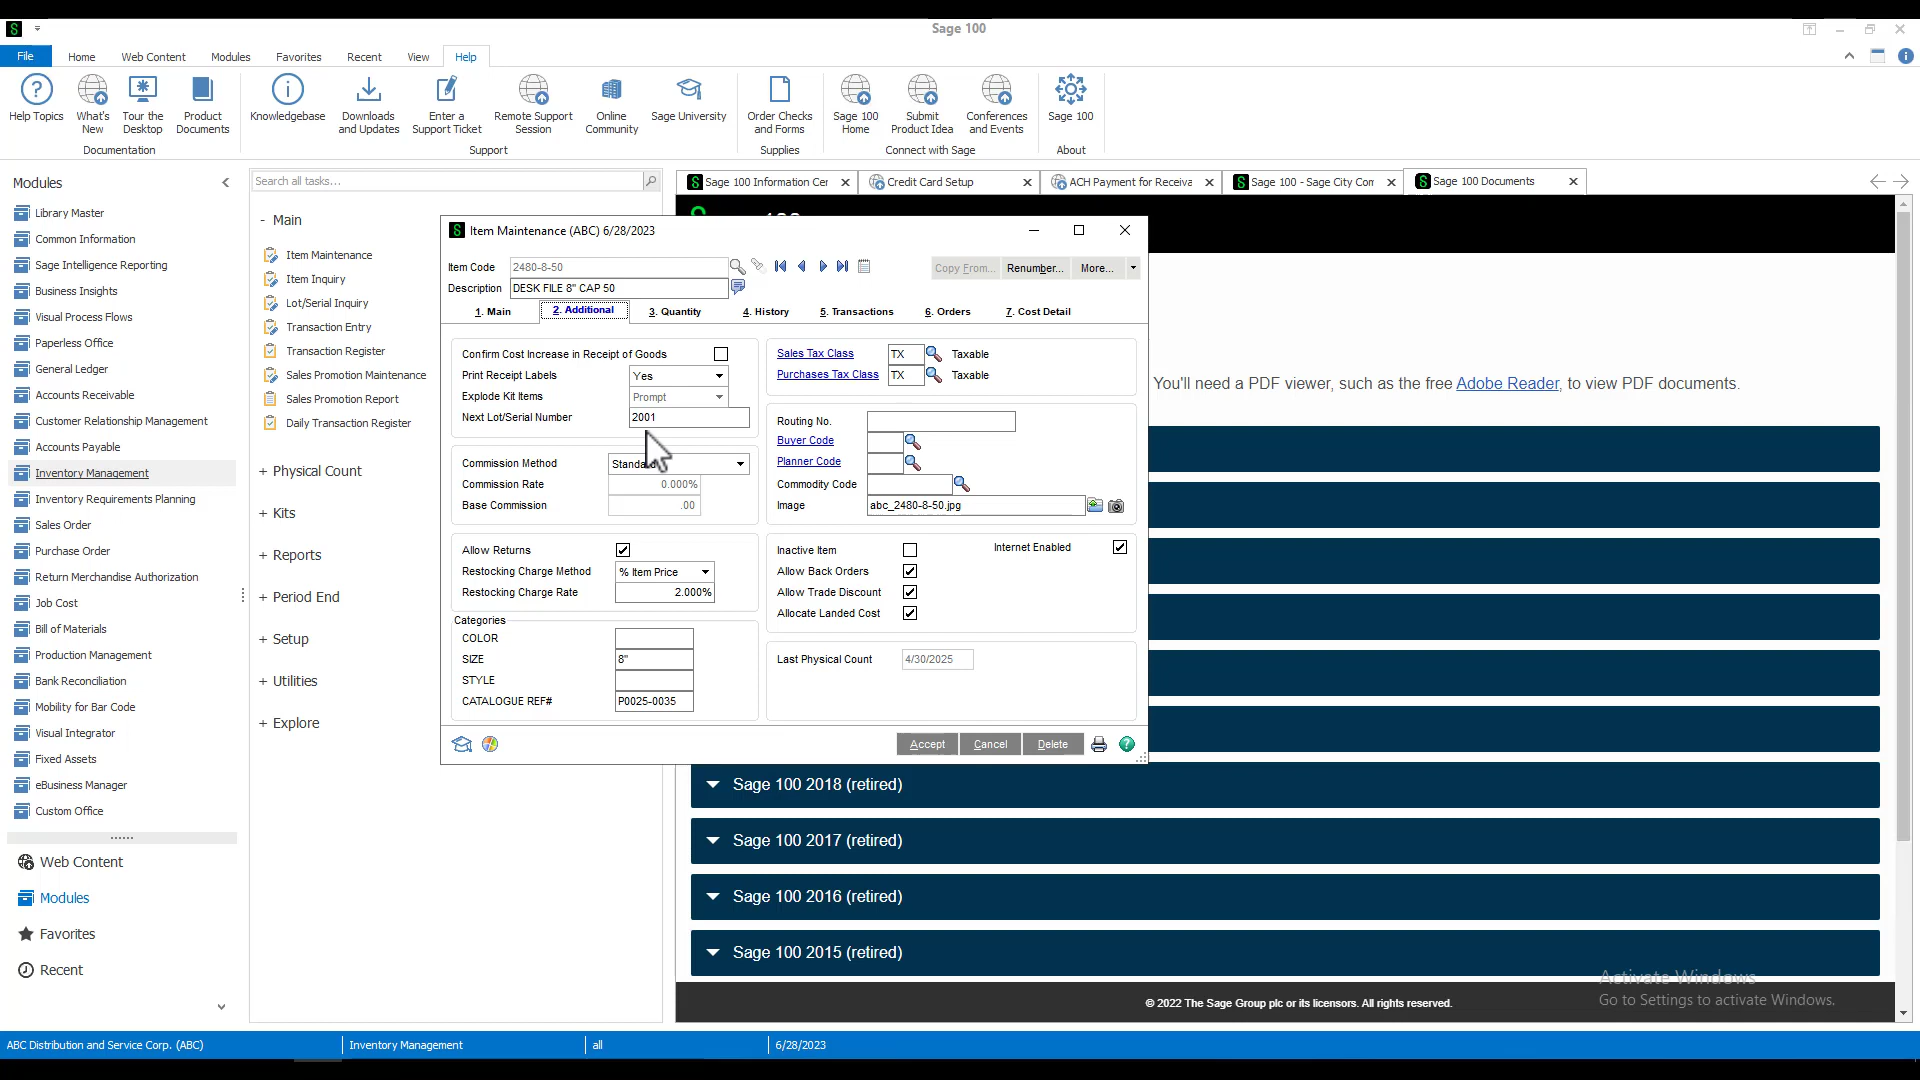 Sage 100
File
Home
Web Content
Modules
Favorites
Recent
View
Help
Help Topics
What's New
Tour the Desktop
Product Documents
Knowledgebase
Downloads and Updates
Enter a Support Ticket
Remote Support Session
Online Community
Sage University
Order Checks and Forms
Sage 100 Home
Submit Product Idea
Conferences and Events
Sage 100
Documentation
Support
Supplies
Connect with Sage
About
Modules
Library Master
Common Information
Sage Intelligence Reporting
Business Insights
Visual Process Flows
Paperless Office
General Ledger
Accounts Receivable
Customer Relationship Management
Accounts Payable
Inventory Management
Inventory Requirements Planning
Sales Order
Purchase Order
Return Merchandise Authorization
Job Cost
Bill of Materials
Production Management
Bank Reconciliation
Mobility for Bar Code
Visual Integrator
Fixed Assets
eBusiness Manager
Custom Office
Web Content
Modules
Favorites
Recent
Search all tasks...
- Main
Item Maintenance
Item Inquiry
Lot/Serial Inquiry
Transaction Entry
Transaction Register
Sales Promotion Maintenance
Sales Promotion Report
Daily Transaction Register
+ Physical Count
+ Kits
+ Reports
+ Period End
+ Setup
+ Utilities
+ Explore
Sage 100 Information Cer
Credit Card Setup
ACH Payment for Receiva
Sage 100 - Sage City Com
Sage 100 Documents
Item Maintenance (ABC) 6/28/2023
Item Code 2480-8-50
Copy From... Renumber... More...
Description DESK FILE 8" CAP 50
1. Main
2. Additional
3. Quantity
4. History
5. Transactions
6. Orders
7. Cost Detail
Confirm Cost Increase in Receipt of Goods
Print Receipt Labels Yes
Explode Kit Items Prompt
Next Lot/Serial Number 2001
Commission Method Standard
Commission Rate 0.000%
Base Commission .00
Allow Returns
Restocking Charge Method % Item Price
Restocking Charge Rate 2.000%
Categories
COLOR
SIZE 8"
STYLE
CATALOGUE REF# P0025-0035
Sales Tax Class TX Taxable
Purchases Tax Class TX Taxable
Routing No.
Buyer Code
Planner Code
Commodity Code
Image abc_2480-8-50.jpg
Inactive Item
Internet Enabled
Allow Back Orders
Allow Trade Discount
Allocate Landed Cost
Last Physical Count 4/30/2025
Accept Cancel Delete
You'll need a PDF viewer, such as the free Adobe Reader, to view PDF documents.
Sage 100 2018 (retired)
Sage 100 2017 (retired)
Sage 100 2016 (retired)
Sage 100 2015 (retired)
Activate Windows
Go to Settings to activate Windows.
© 2022 The Sage Group plc or its licensors. All rights reserved.
ABC Distribution and Service Corp. (ABC)
Inventory Management
all
6/28/2023